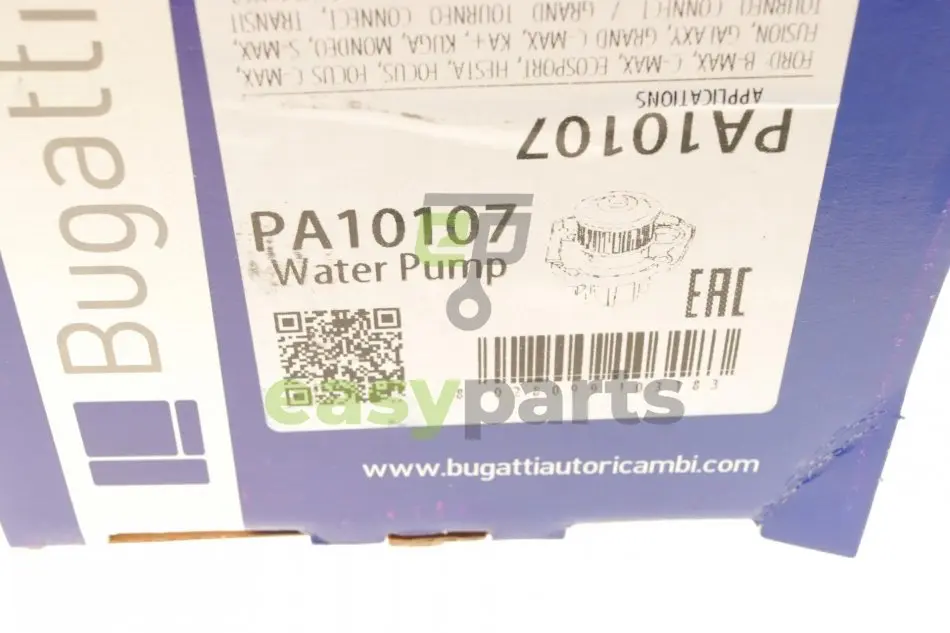 Bugatti
TOURNEO CONNECT / GRAND TOURNEO CONNECT, TRANSIT
FUSION, GALAXY, GRAND C-MAX, KA+, KUGA, MONDEO, S-MAX,
FORD: B-MAX, C-MAX, ECOSPORT, FIESTA, FOCUS, FOCUS C-MAX,
APPLICATIONS
PA10107
PA10107
Water Pump
EAC
easyparts
www.bugattiautoricambi.com